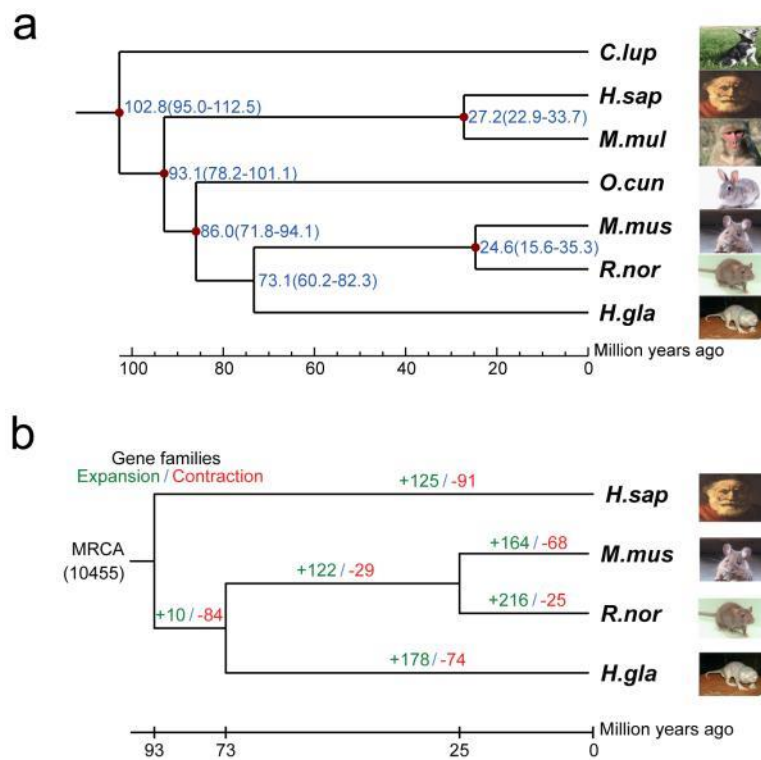 a
C.lup
102.8(95.0-112.5)
H.sap
27.2(22.9-33.7)
M.mul
93.1(78.2-101.1)
O.cun
86.0(71.8-94.1)
M.mus
24.6(15.6-35.3)
R.nor
73.1(60.2-82.3)
H.gla
Million years ago
100 80 60 40 20 0
b
Gene families
Expansion / Contraction
+125 / -91
H.sap
MRCA
(10455)
+164 / -68
M.mus
+122 / -29
+10 / -84
+216 / -25
R.nor
+178 / -74
H.gla
Million years ago
93 73 25 0